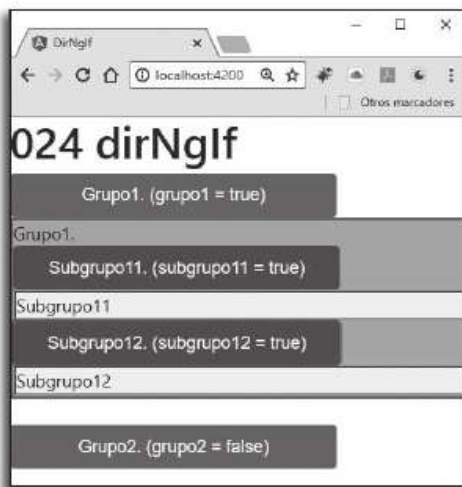 DirNgIf
localhost:4200
Otros marcadores
024 dirNgIf
Grupo1. (grupo1 = true)
Grupo1.
Subgrupo11. (subgrupo11 = true)
Subgrupo11
Subgrupo12. (subgrupo12 = true)
Subgrupo12
Grupo2. (grupo2 = false)